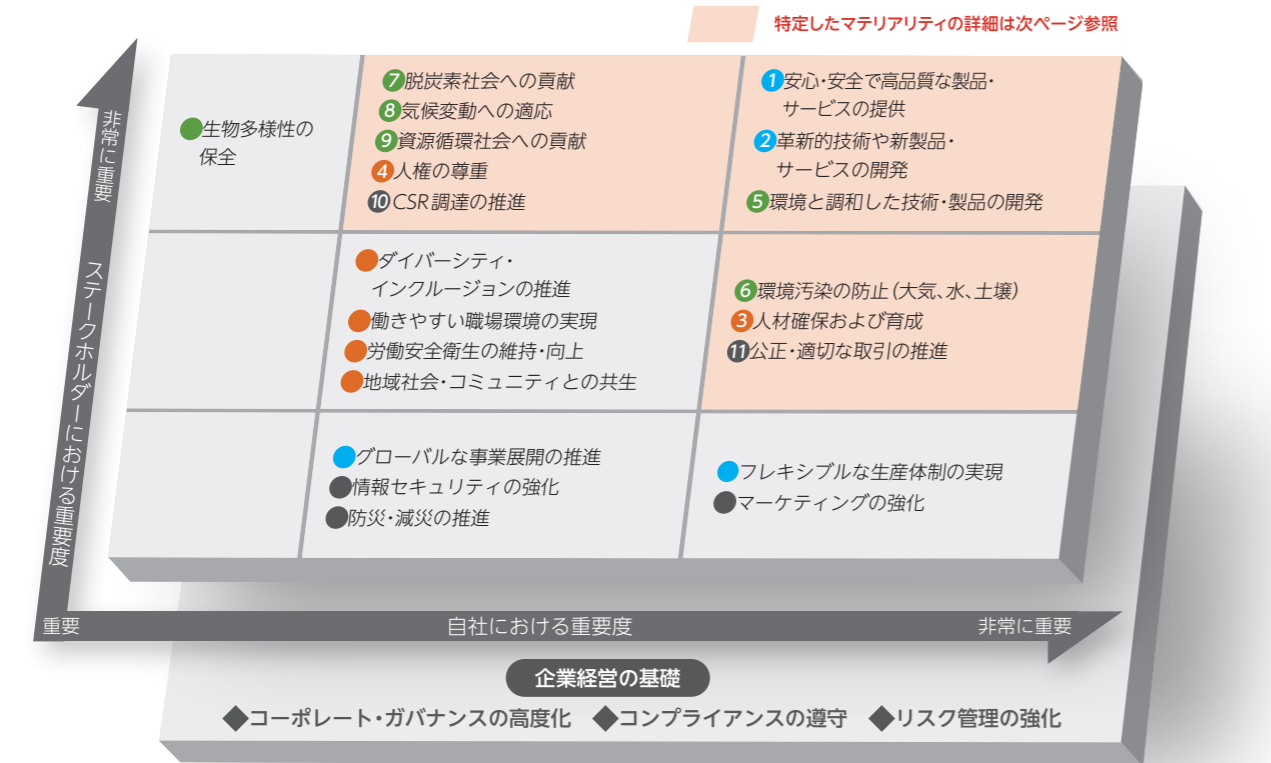 特定したマテリアリティの詳細は次ページ参照
非常に重要
ステークホルダーにおける重要度
生物多様性の
保全
7脱炭素社会への貢献
8気候変動への適応
9資源循環社会への貢献
4人権の尊重
10CSR調達の推進
1安心・安全で高品質な製品・
サービスの提供
2革新的技術や新製品・
サービスの開発
5環境と調和した技術・製品の開発
ダイバーシティ・
インクルージョンの推進
働きやすい職場環境の実現
労働安全衛生の維持・向上
地域社会・コミュニティとの共生
6環境汚染の防止(大気、水、土壌)
3人材確保および育成
11公正・適切な取引の推進
グローバルな事業展開の推進
情報セキュリティの強化
防災・減災の推進
フレキシブルな生産体制の実現
マーケティングの強化
重要
自社における重要度
非常に重要
企業経営の基礎
◆コーポレート・ガバナンスの高度化 ◆コンプライアンスの遵守 ◆リスク管理の強化